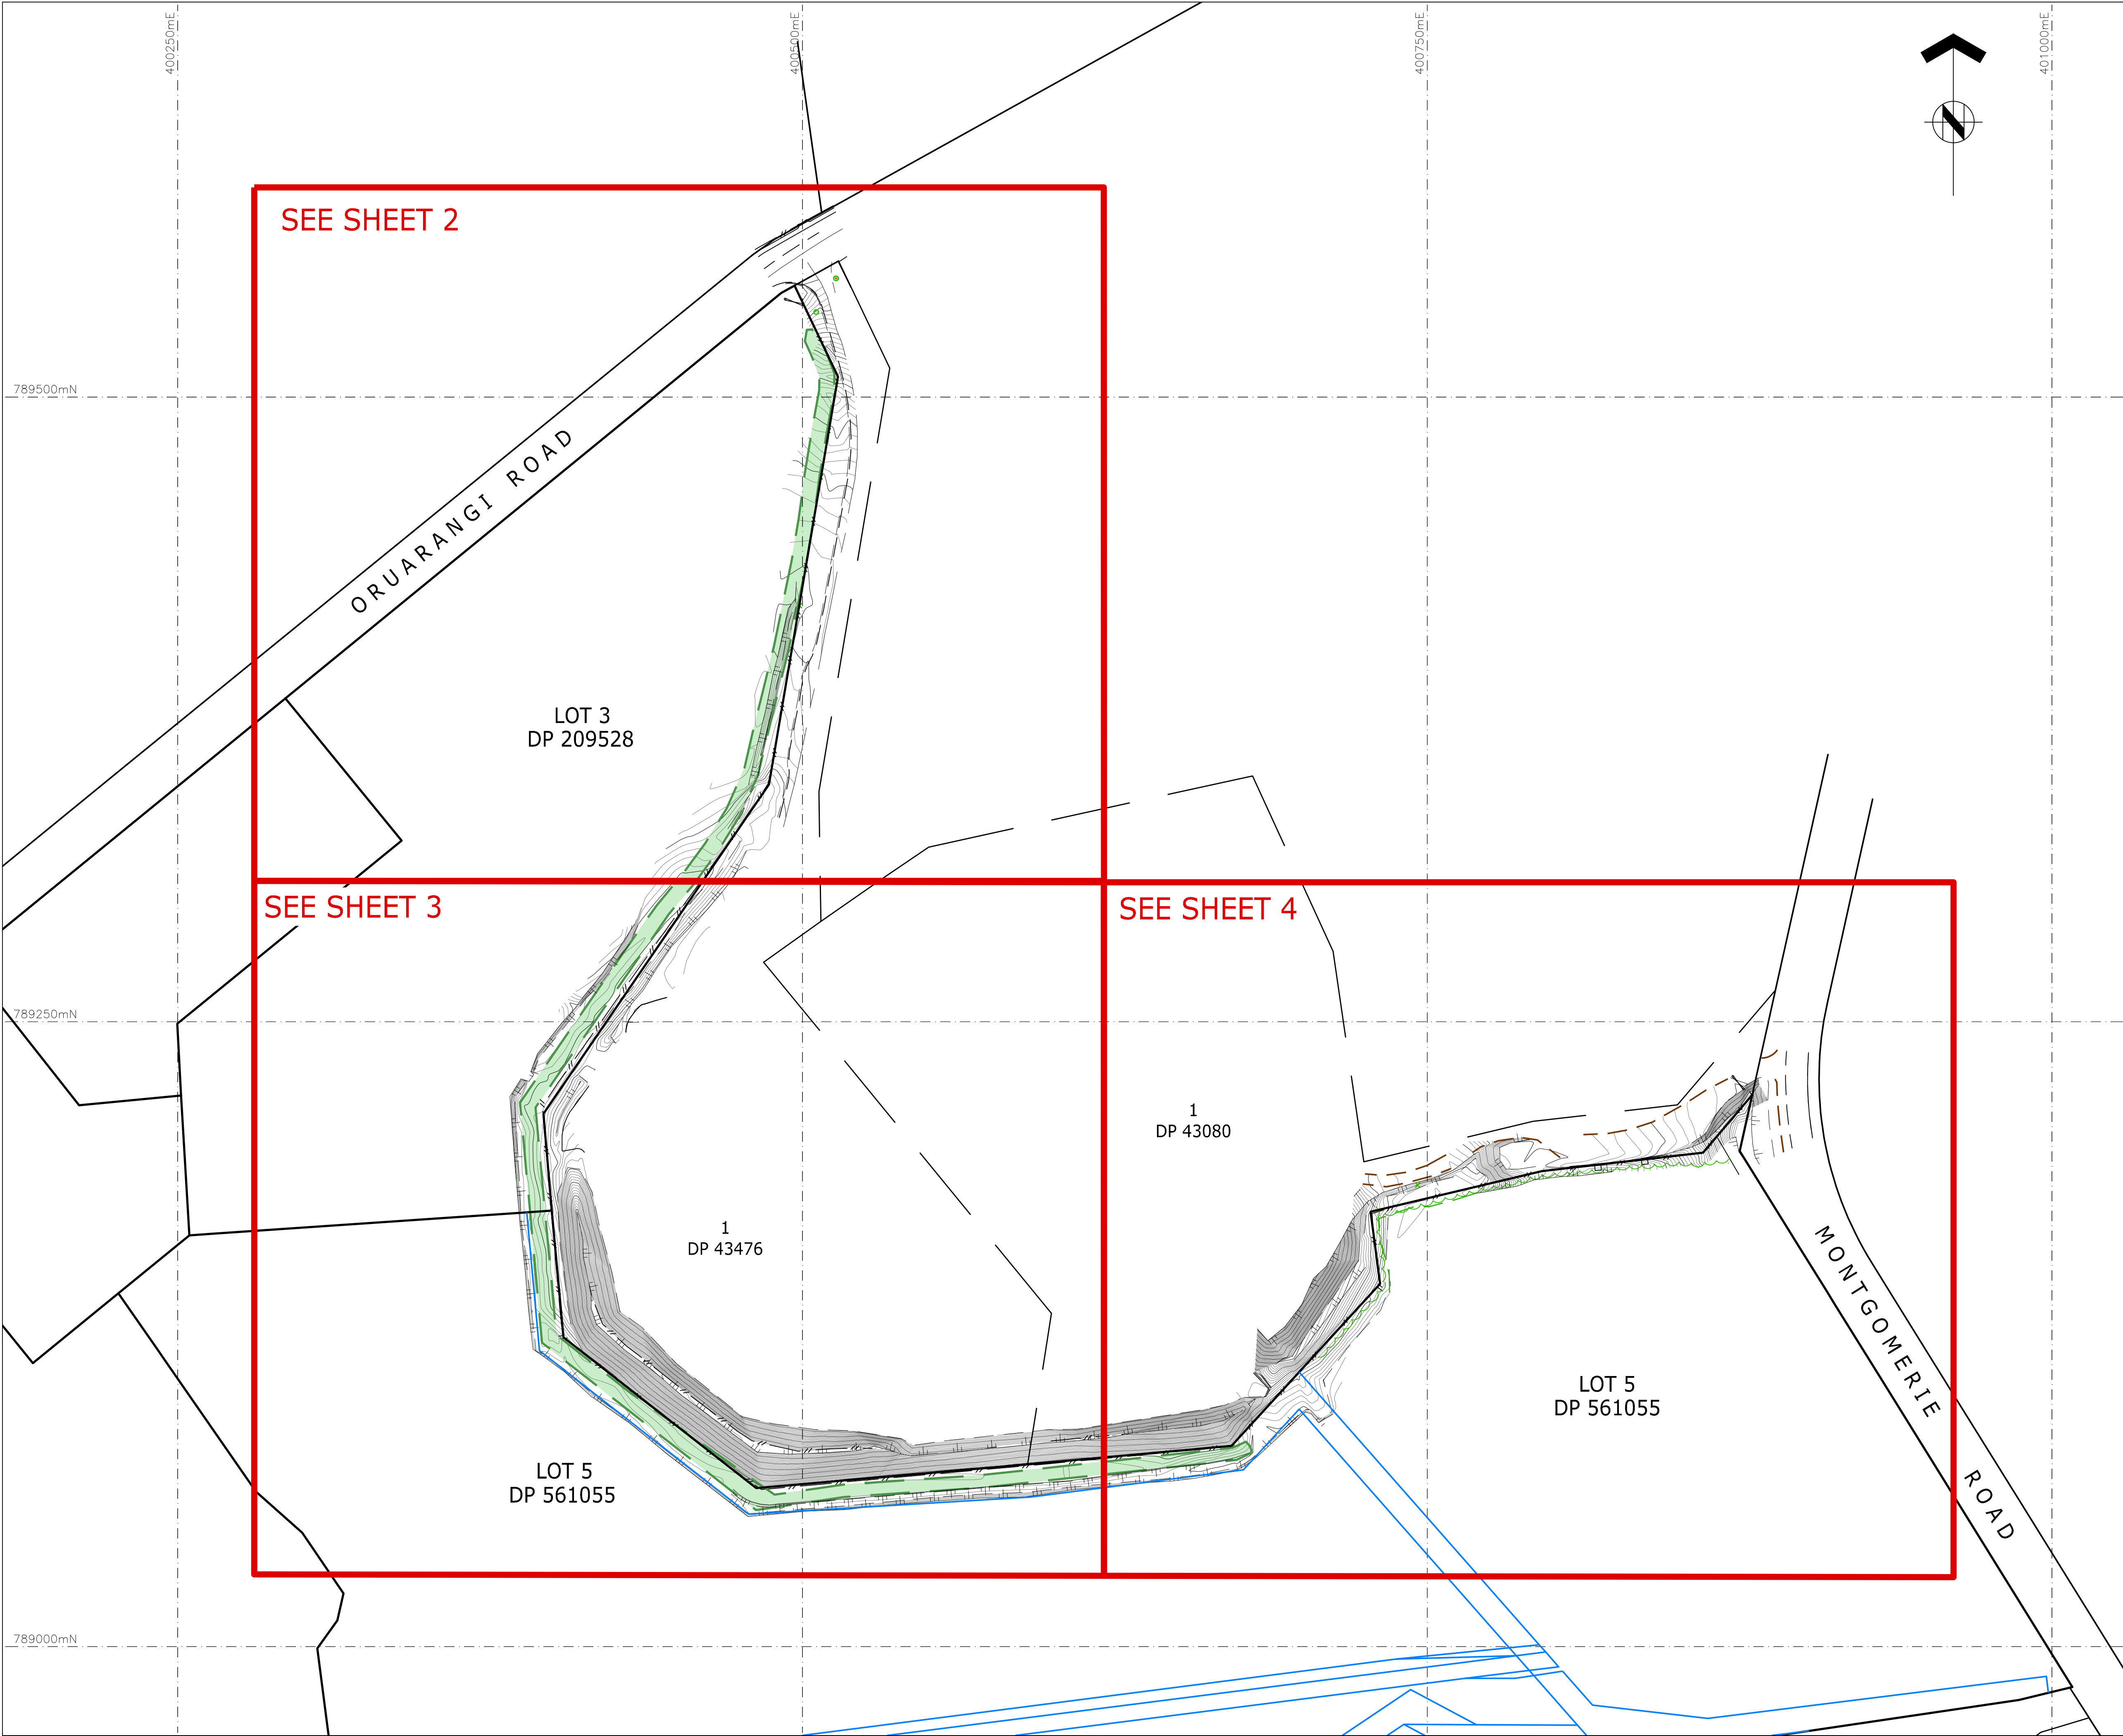 400250mE
400500mE
400750mE
401000mE
N
SEE SHEET 2
789500mN
ORUARANGI ROAD
LOT 3
DP 209528
SEE SHEET 3
SEE SHEET 4
789250mN
1
DP 43080
1
DP 43476
MONTGOMERIE ROAD
LOT 5
DP 561055
LOT 5
DP 561055
789000mN